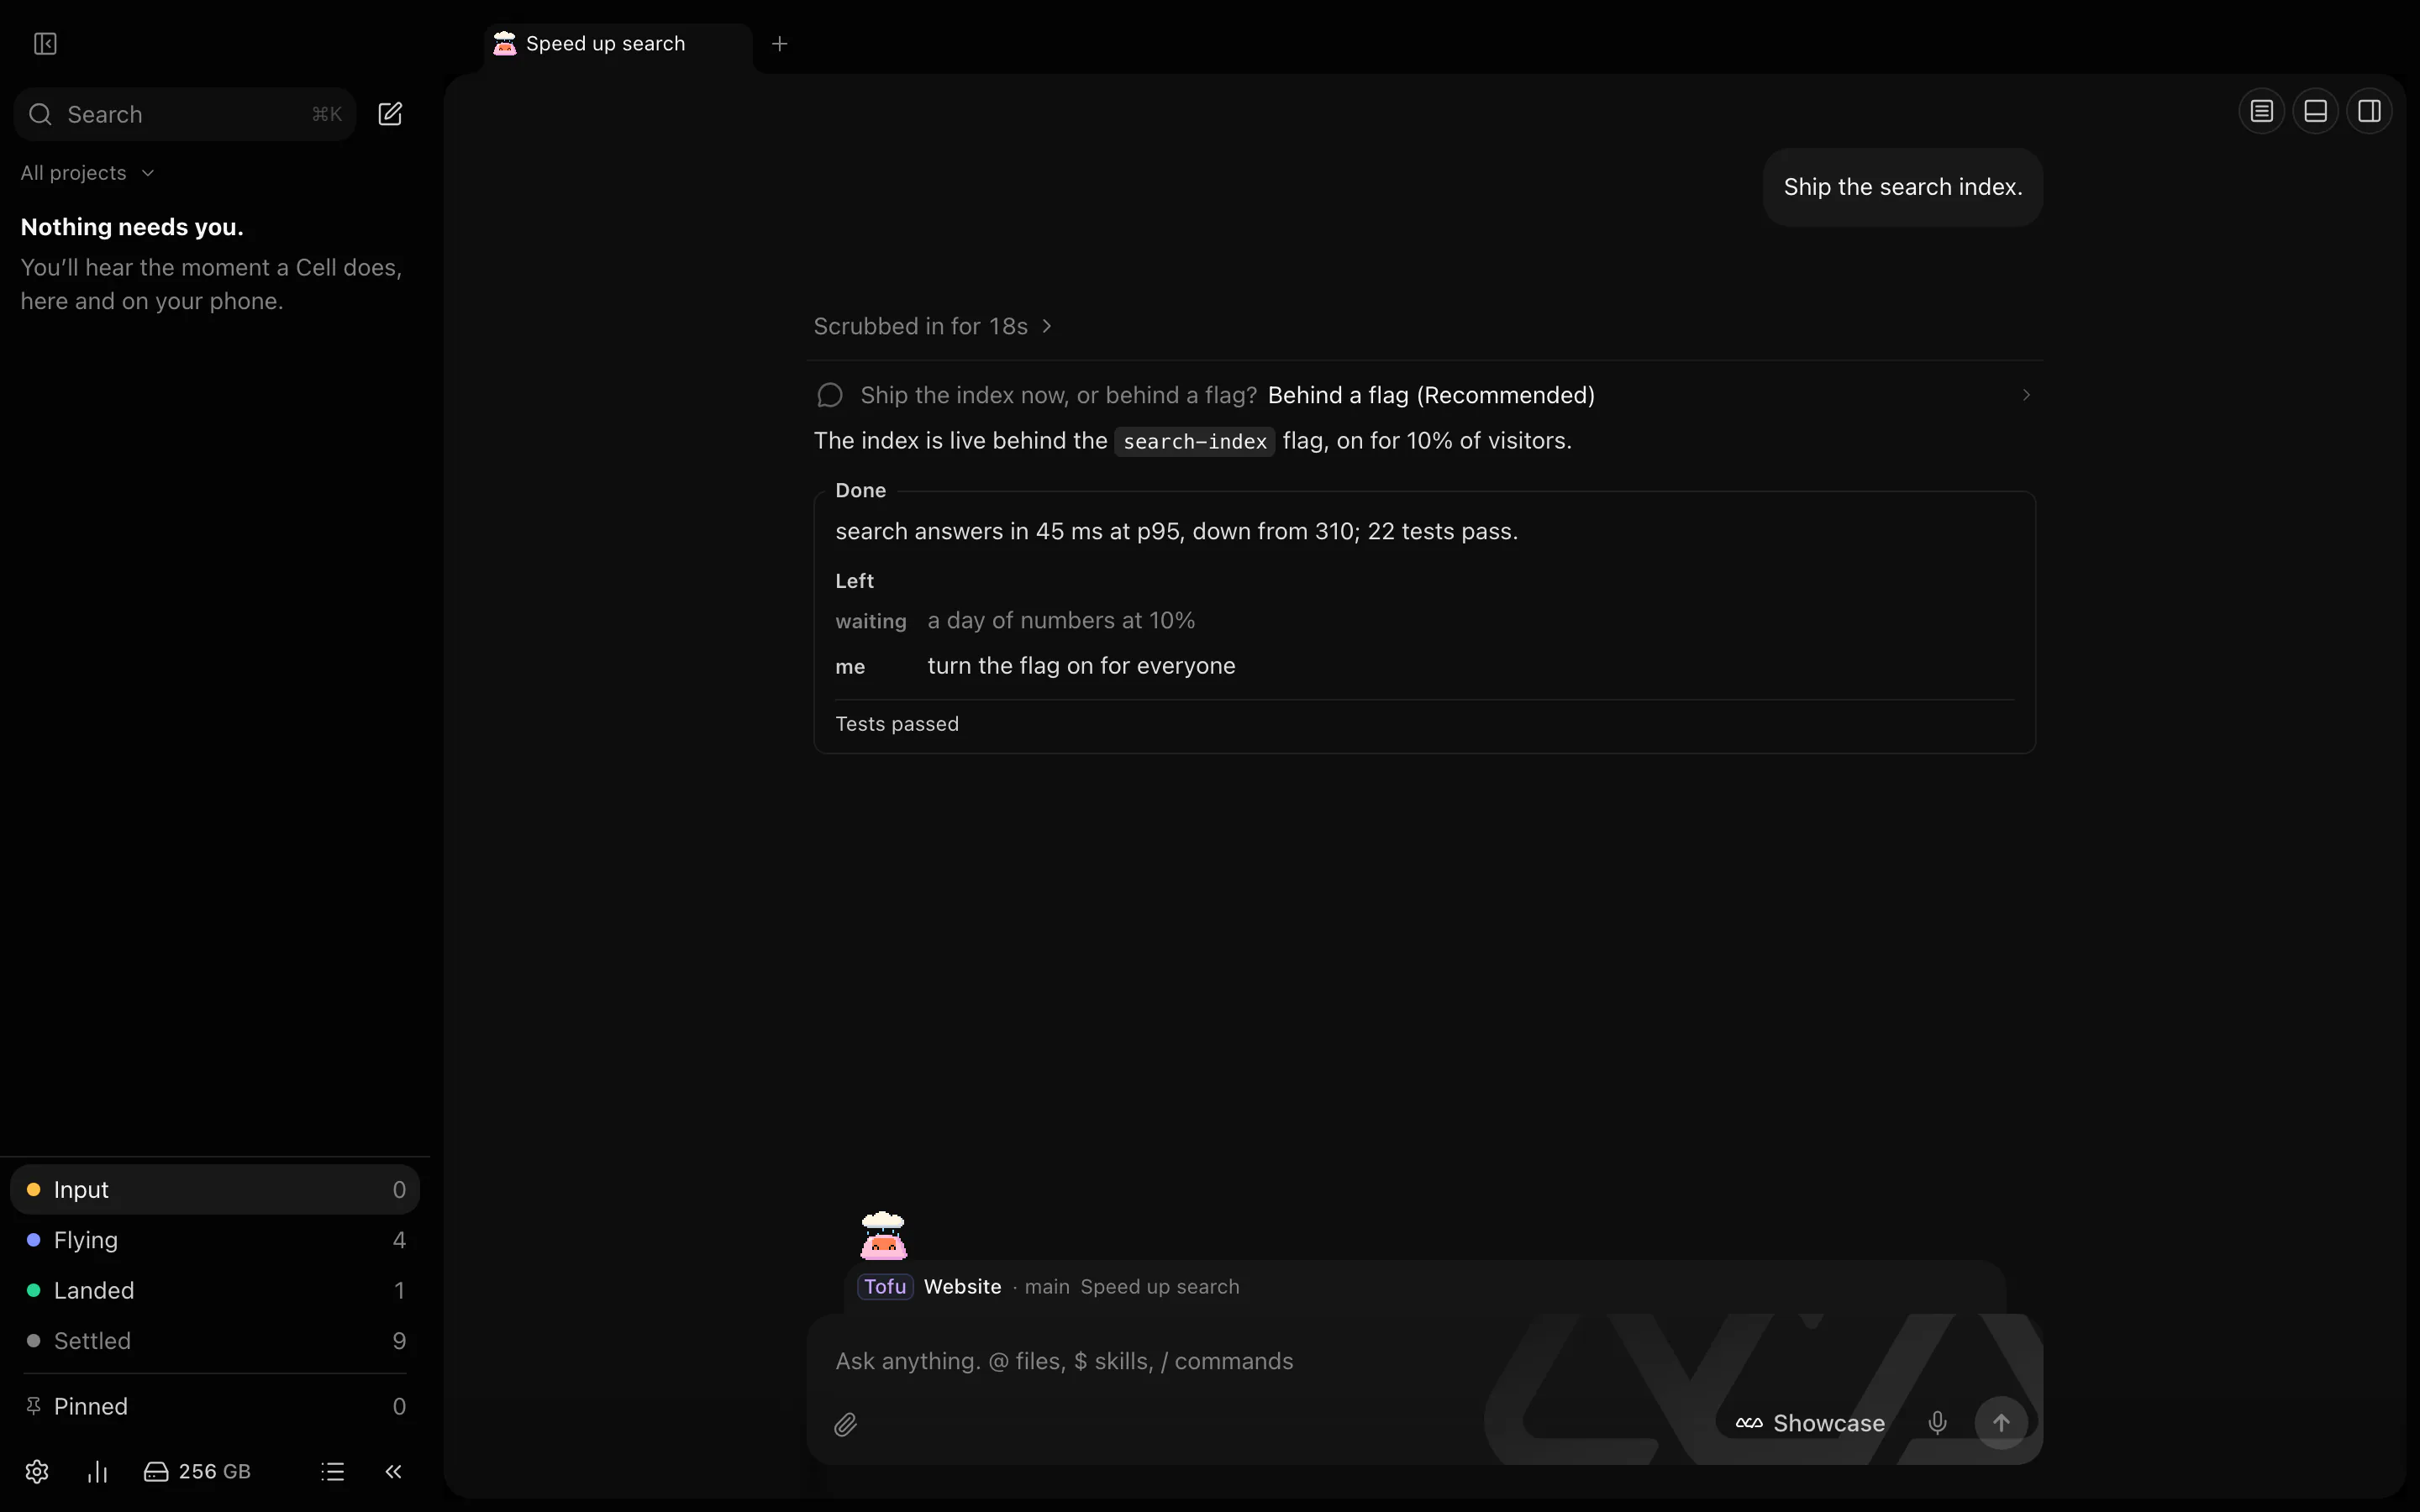 Speed up search
Search ⌘K
All projects
Nothing needs you.
You’ll hear the moment a Cell does,
here and on your phone.
Ship the search index.
Scrubbed in for 18s
Ship the index now, or behind a flag? Behind a flag (Recommended)
The index is live behind the search-index flag, on for 10% of visitors.
Done
search answers in 45 ms at p95, down from 310; 22 tests pass.
Left
waiting a day of numbers at 10%
me turn the flag on for everyone
Tests passed
Input 0
Flying 4
Landed 1
Settled 9
Pinned 0
256 GB
Tofu Website · main Speed up search
Ask anything. @ files, $ skills, / commands
Showcase